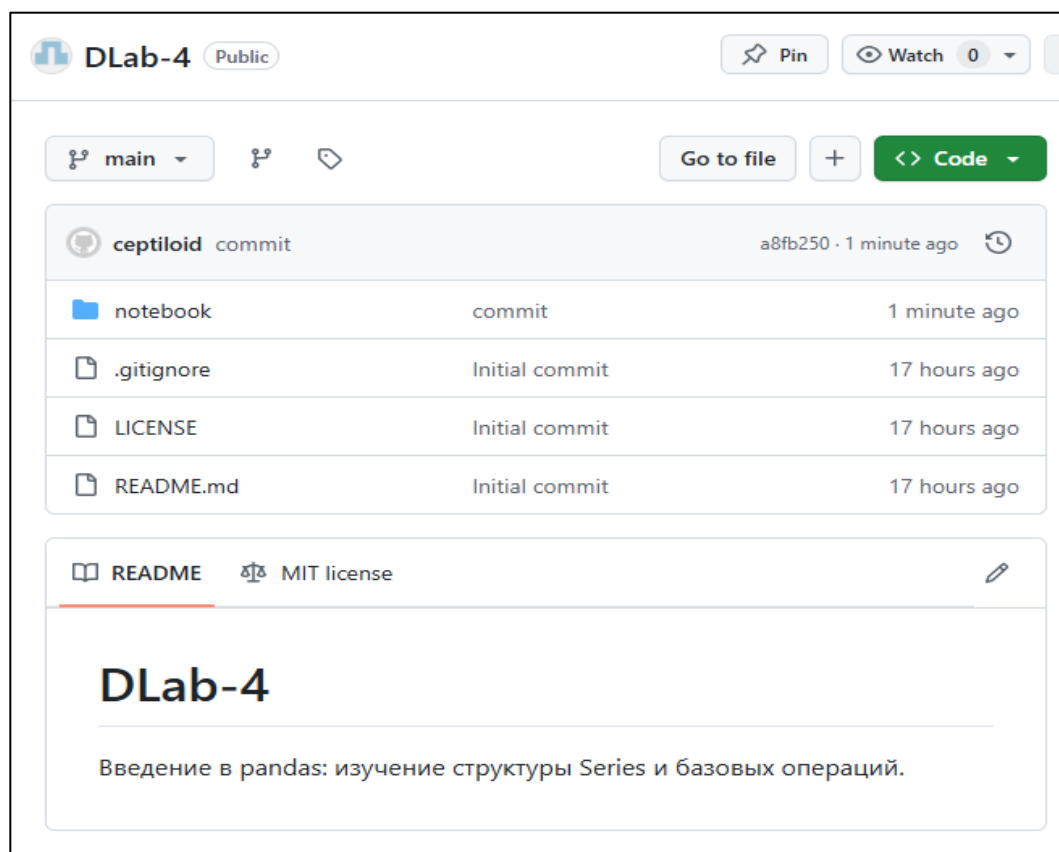 DLab-4 Public Pin Watch 0
main Go to file + <> Code
ceptiloid commit a8fb250 · 1 minute ago
notebook commit 1 minute ago
.gitignore Initial commit 17 hours ago
LICENSE Initial commit 17 hours ago
README.md Initial commit 17 hours ago
README MIT license
DLab-4
Введение в pandas: изучение структуры Series и базовых операций.